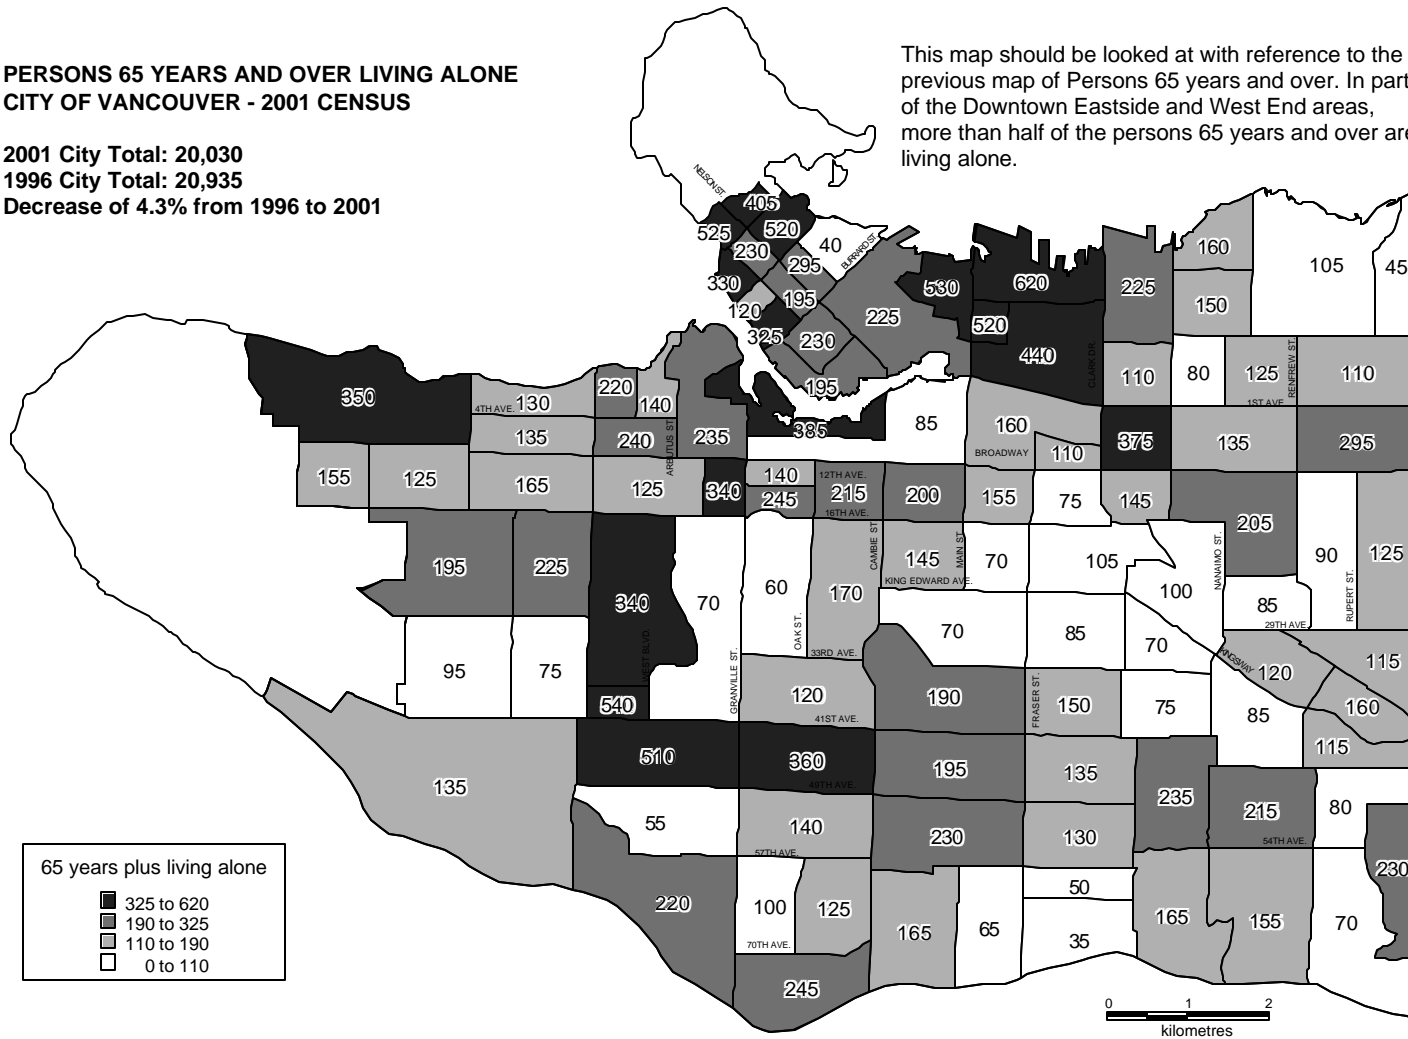 PERSONS 65 YEARS AND OVER LIVING ALONE
CITY OF VANCOUVER - 2001 CENSUS
2001 City Total: 20,030
1996 City Total: 20,935
Decrease of 4.3% from 1996 to 2001
This map should be looked at with reference to the
previous map of Persons 65 years and over. In part
of the Downtown Eastside and West End areas,
more than half of the persons 65 years and over are
living alone.
NELSON ST.
405
525
520
230
40
BURRARD ST.
295
330
195
120
225
325
230
195
530
620
520
440
CLARK DR.
225
160
150
105
45
110
80
125
RENFREW ST.
110
1ST AVE
350
4TH AVE.
130
220
140
135
240
ARBUTUS ST.
235
385
85
160
BROADWAY
110
375
135
295
155
125
165
125
340
140
12TH AVE.
245
215
16TH AVE.
200
155
75
145
205
195
225
340
WEST BLVD.
70
60
OAK ST.
170
CAMBIE ST.
145
MAIN ST.
KING EDWARD AVE.
70
105
100
NANAIMO ST.
90
RUPERT ST.
125
85
29TH AVE.
95
75
540
GRANVILLE ST.
33RD AVE.
70
85
70
KINGSWAY
120
115
120
41ST AVE.
190
FRASER ST.
150
75
85
160
115
135
510
360
49TH AVE.
195
135
235
215
54TH AVE.
80
55
140
57TH AVE.
230
130
230
220
100
70TH AVE.
125
165
65
50
35
165
155
70
245
65 years plus living alone
325 to 620
190 to 325
110 to 190
0 to 110
0 1 2
kilometres